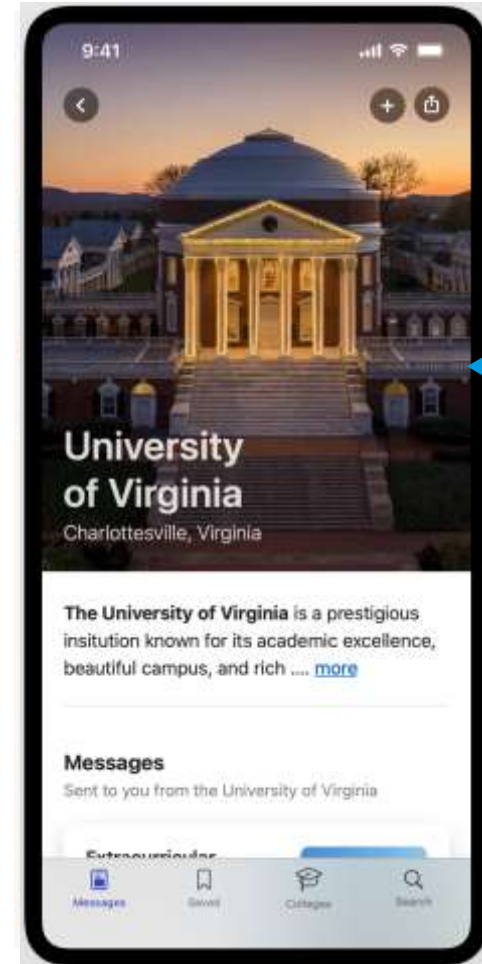 9:41
University
of Virginia
Charlottesville, Virginia
The University of Virginia is a prestigious
insitution known for its academic excellence,
beautiful campus, and rich .... more
Messages
Sent to you from the University of Virginia
Extracurricular
Messages
Saved
Colleges
Search